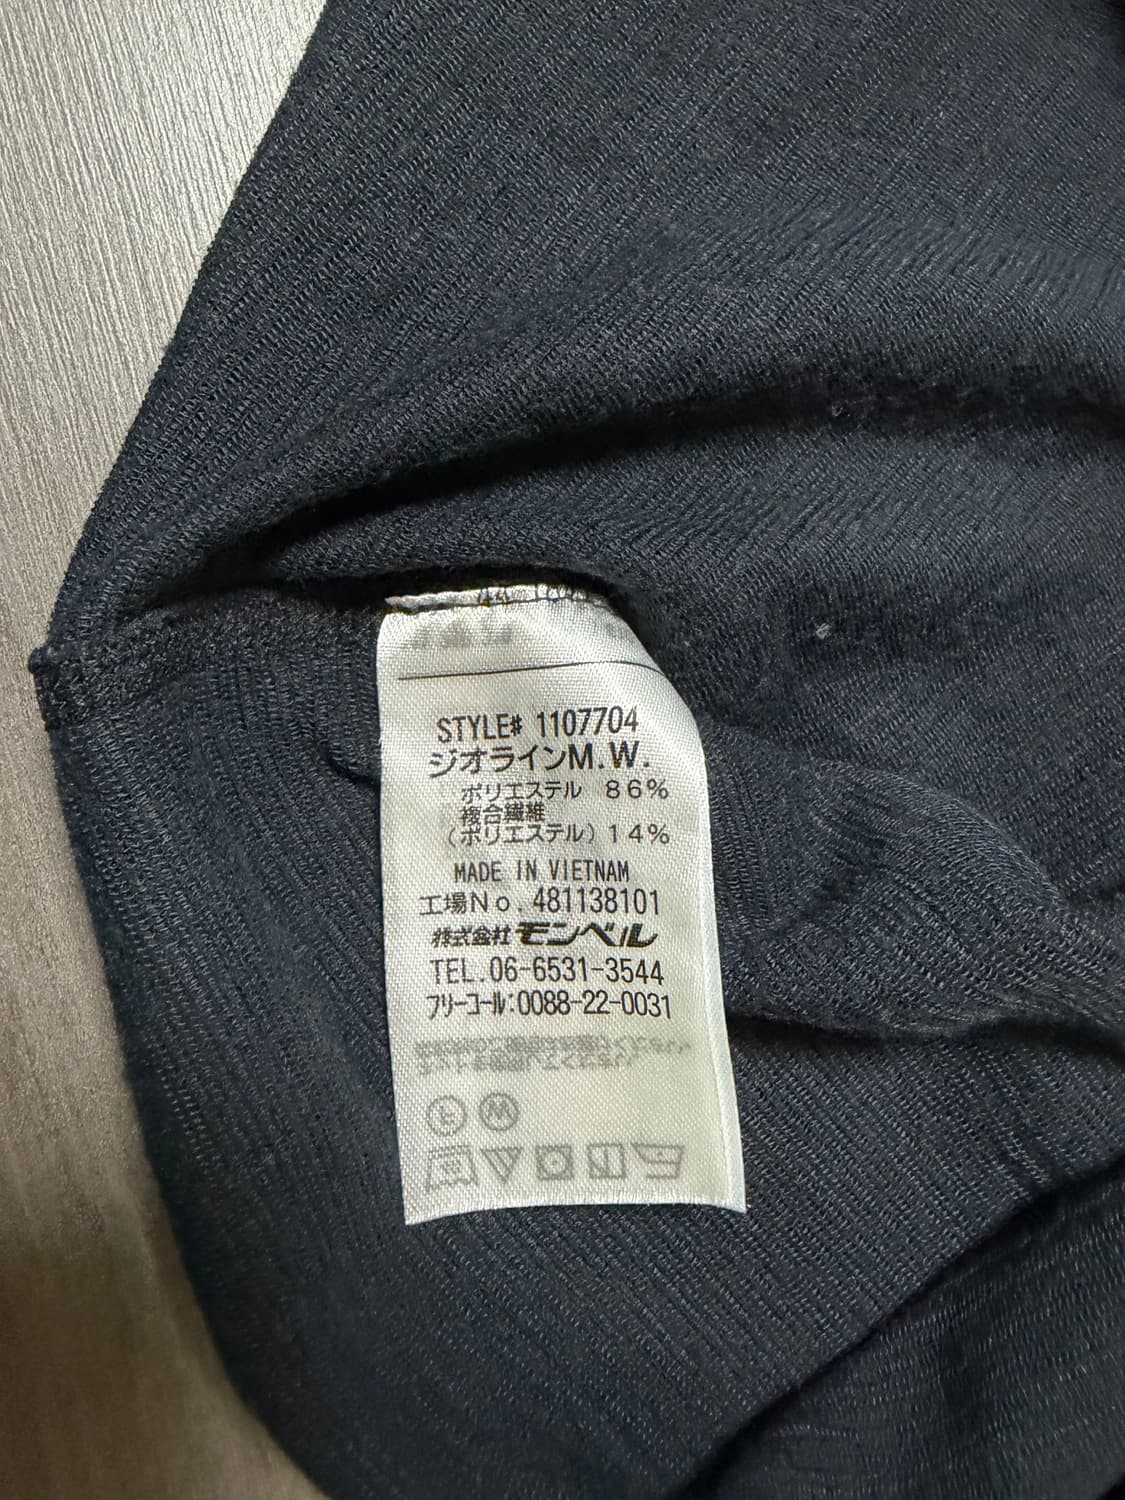 STYLE# 1107704
ジオラインM.W.
ポリエステル 86%
複合繊維
(ポリエステル)14%
MADE IN VIETNAM
工場No.481138101
株式会社モンベル
TEL.06-6531-3544
フリーコール:0088-22-0031